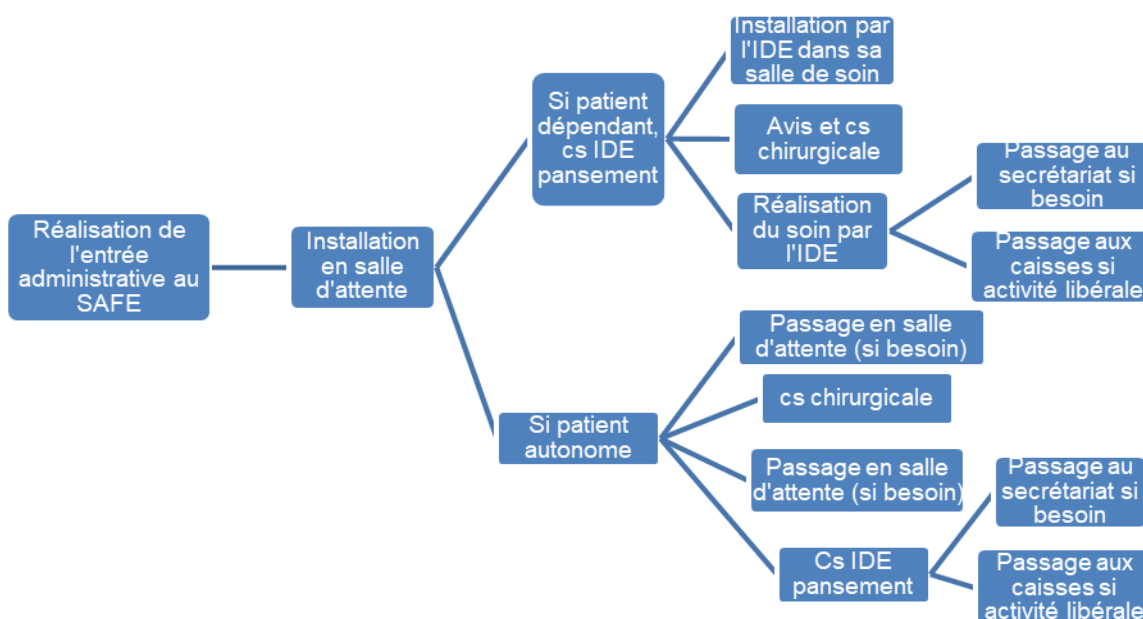 Réalisation de
l'entrée
administrative au
SAFE
Installation
en salle
d'attente
Si patient
dépendant,
cs IDE
pansement
Installation par
l'IDE dans sa
salle de soin
Avis et cs
chirurgicale
Réalisation
du soin par
l'IDE
Passage au
secrétariat si
besoin
Passage aux
caisses si
activité libérale
Si patient
autonome
Passage en salle
d'attente (si besoin)
cs chirurgicale
Passage en salle
d'attente (si besoin)
Cs IDE
pansement
Passage au
secrétariat si
besoin
Passage aux
caisses si
activité libérale